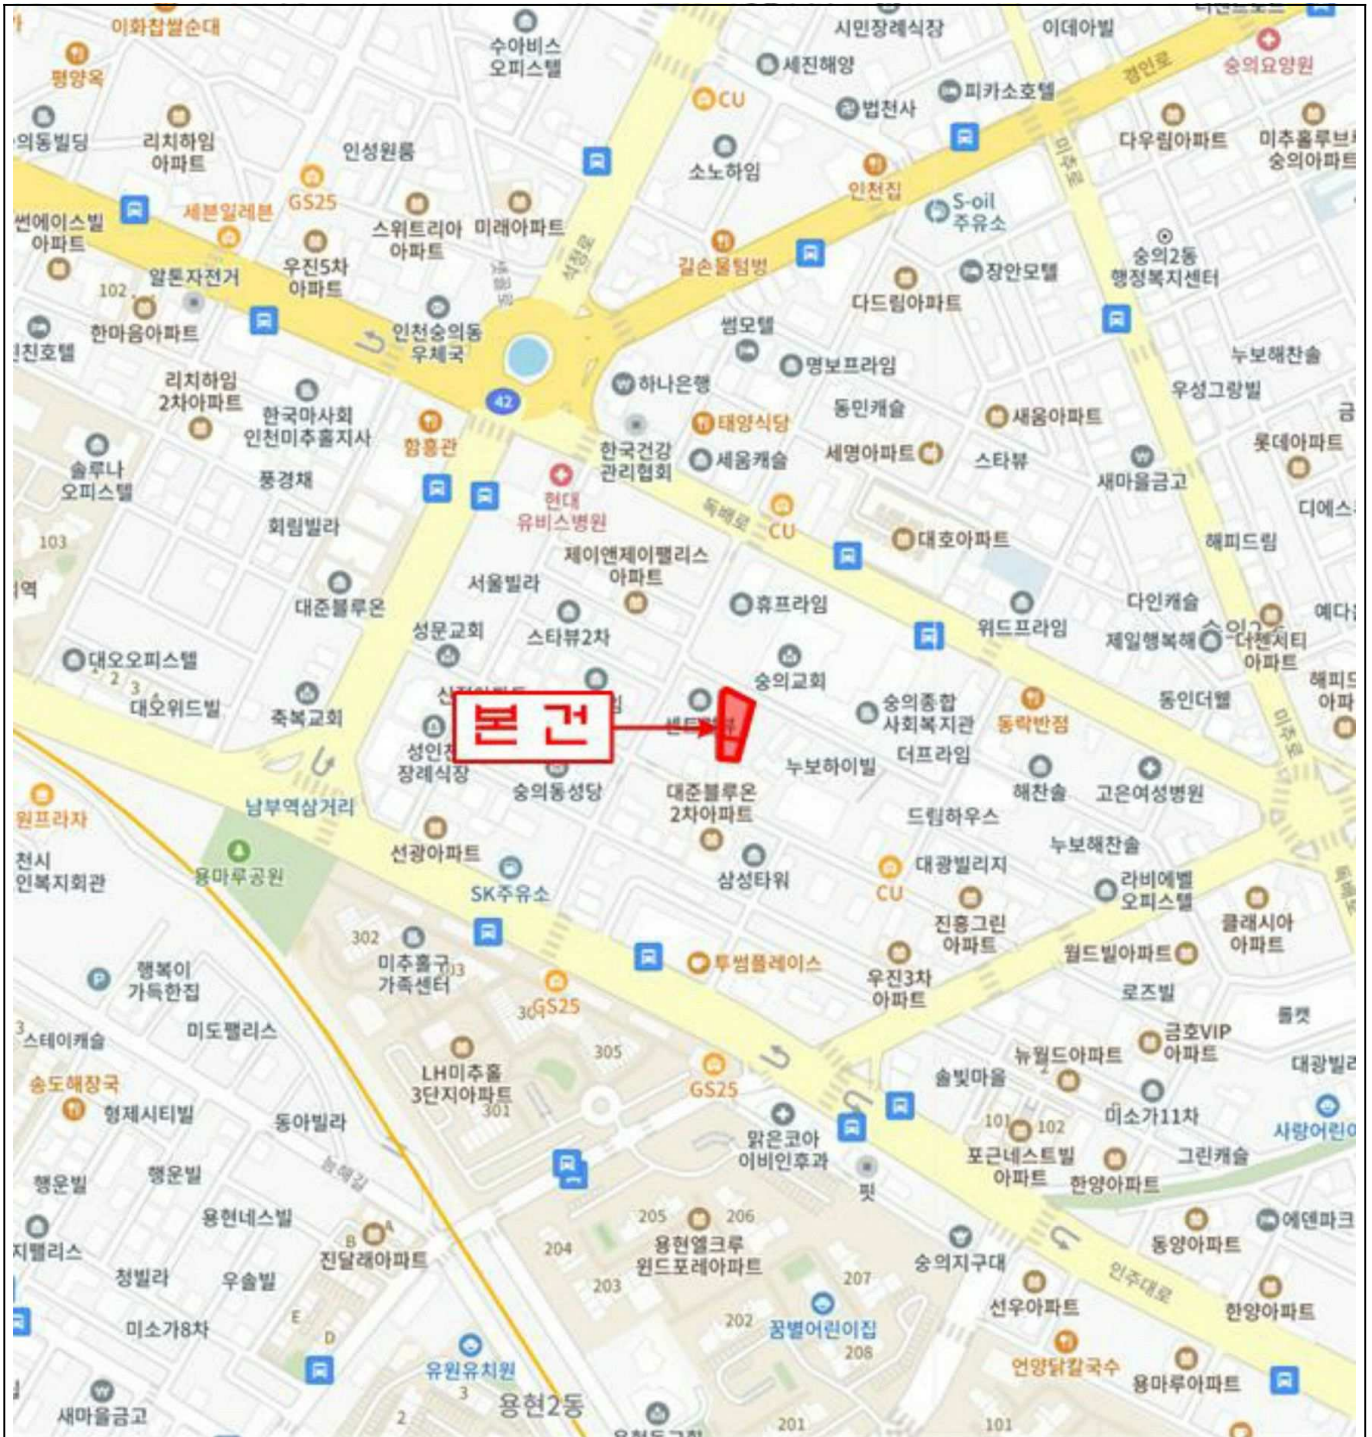 이화찹쌀순대
평양옥
수아비스
오피스텔
시민장례식장
이데아빌
경인로
숭의요양원
세진해양
CU
법천사
피카소호텔
의동빌딩
리치하임
아파트
인성원룸
소노하임
미추로
다우림아파트
숭의아파트
GS25
세븐일레븐
인천집
S-oil
주유소
썬에이스빌
아파트
스위트리아
아파트
미래아파트
우진5차
아파트
석정로
길손물텀벙
장안모텔
숭의2동
행정복지센터
알톤자전거
102
한마음아파트
인천숭의동
우체국
다드림아파트
썸모텔
명보프라임
누보해찬솔
우성그랑빌
리치하임
2차아파트
한국마사회
인천미추홀지사
42
하나은행
동민캐슬
새움아파트
함흥관
태양식당
한국건강
관리협회
세움캐슬
세명아파트
스타뷰
새마을금고
롯데아파트
솔루나
오피스텔
풍경채
현대
유비스병원
독배로
CU
회림빌라
103
제이앤제이팰리스
아파트
대호아파트
해피드림
서울빌라
대준블루온
휴프라임
스타뷰2차
성문교회
위드프라임
다인캐슬
제일행복해
더젠시티
아파트
대오오피스텔
1
2
3
4
대오위드빌
축복교회
숭의교회
숭의종합
사회복지관
동락반점
동인더웰
미추로
본 건
장례식장
숭의동성당
누보하이빌
더프라임
해찬솔
고은여성병원
원프라자
남부역삼거리
대준블루온
2차아파트
드림하우스
누보해찬솔
선광아파트
용마루공원
인복지회관
SK주유소
삼성타워
CU
대광빌리지
라비에벨
오피스텔
진흥그린
아파트
클래시아
아파트
302
미추홀구
가족센터
월드빌아파트
행복이
가득한집
투썸플레이스
우진3차
아파트
로즈빌
GS25
스테이캐슬
미도팰리스
305
금호VIP
아파트
뉴월드아파트
LH미추홀
3단지아파트
301
GS25
솔빛마을
송도해장국
형제시티빌
동아빌라
맑은코아
이비인후과
미소가11차
101
102
포근네스트빌
아파트
한양아파트
그린캐슬
핏
행운빌
행운빌
용현네스빌
205
206
용현엘크루
윈드포레아파트
204
203
207
숭의지구대
동양아파트
에덴파크
인주대로
A
B
진달래아파트
청빌라
우솔빌
선우아파트
한양아파트
미소가8차
E
D
202
꿈별어린이집
208
언양닭칼국수
유원유치원
용마루아파트
3
2
용현2동
새마을금고
201
101